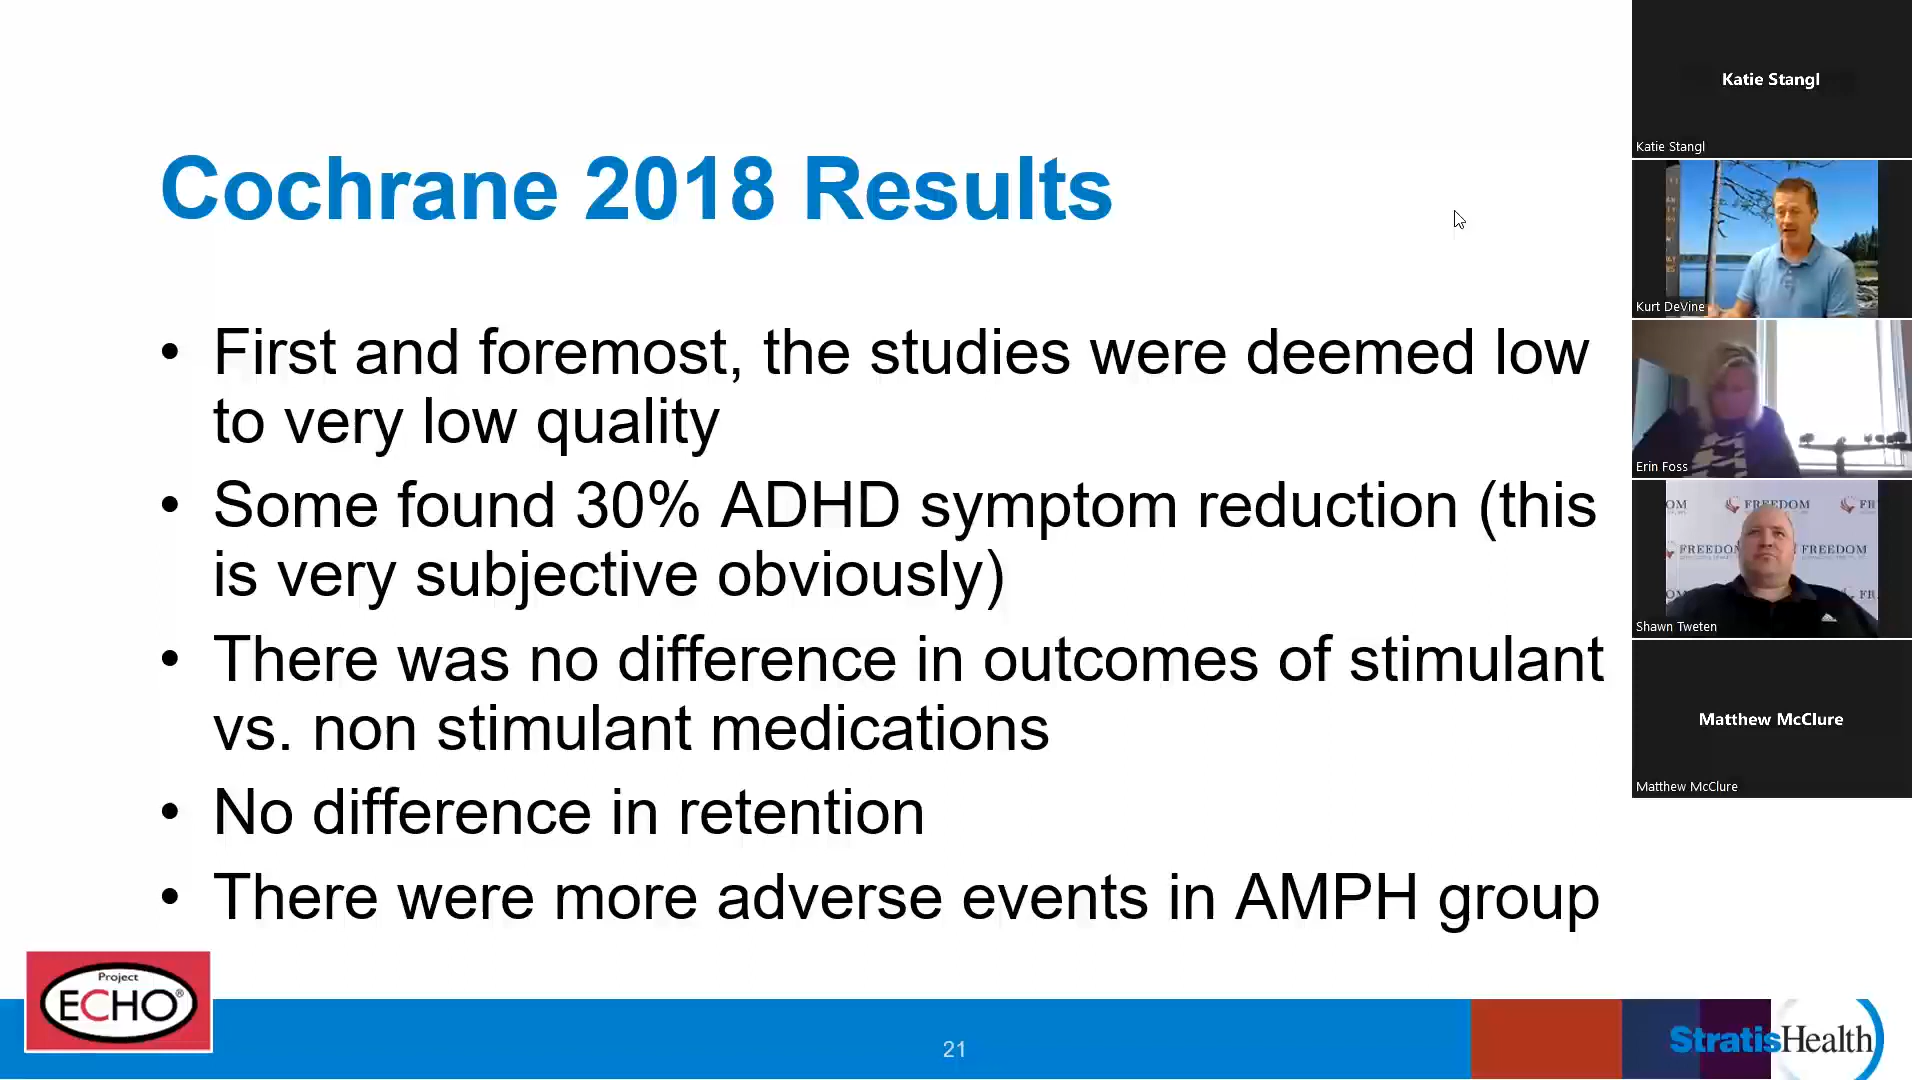 Cochrane 2018 Results
• First and foremost, the studies were deemed low
to very low quality
• Some found 30% ADHD symptom reduction (this
is very subjective obviously)
• There was no difference in outcomes of stimulant
vs. non stimulant medications
• No difference in retention
• There were more adverse events in AMPH group
Project
ECHO®
21
StratisHealth
Katie Stangl
Katie Stangl
Kurt DeVine
Erin Foss
FREEDOM
FREEDOM
FREEDOM
Shawn Tweten
Matthew McClure
Matthew McClure